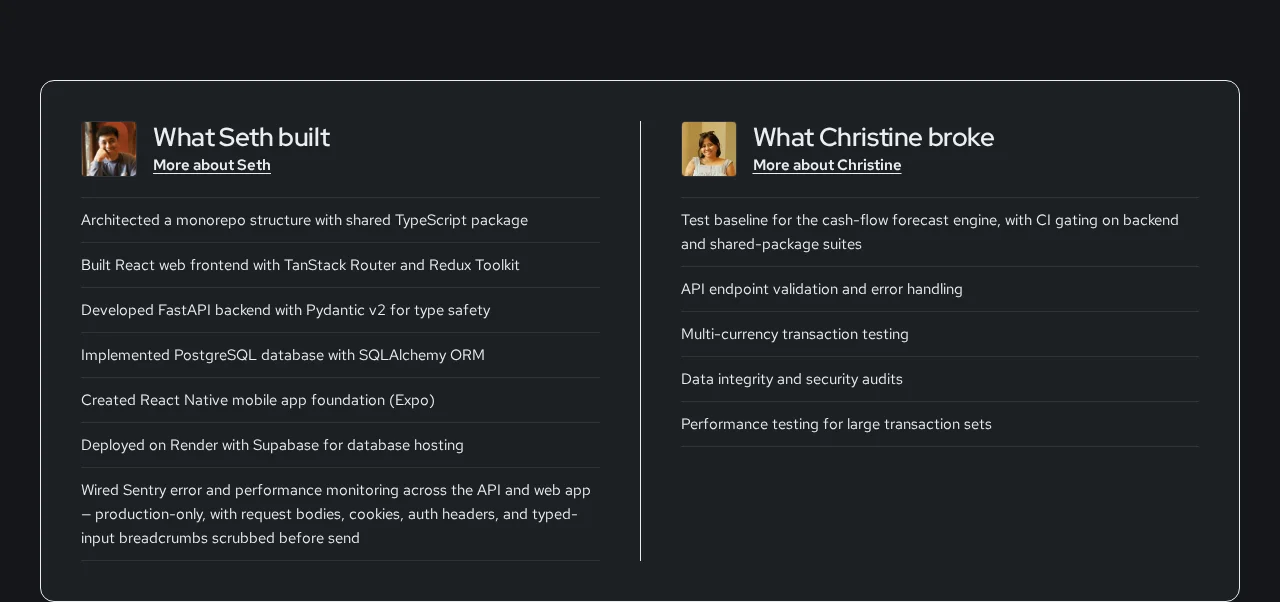 What Seth built
More about Seth
Architected a monorepo structure with shared TypeScript package
Built React web frontend with TanStack Router and Redux Toolkit
Developed FastAPI backend with Pydantic v2 for type safety
Implemented PostgreSQL database with SQLAlchemy ORM
Created React Native mobile app foundation (Expo)
Deployed on Render with Supabase for database hosting
Wired Sentry error and performance monitoring across the API and web app
— production-only, with request bodies, cookies, auth headers, and typed-
input breadcrumbs scrubbed before send
What Christine broke
More about Christine
Test baseline for the cash-flow forecast engine, with CI gating on backend
and shared-package suites
API endpoint validation and error handling
Multi-currency transaction testing
Data integrity and security audits
Performance testing for large transaction sets